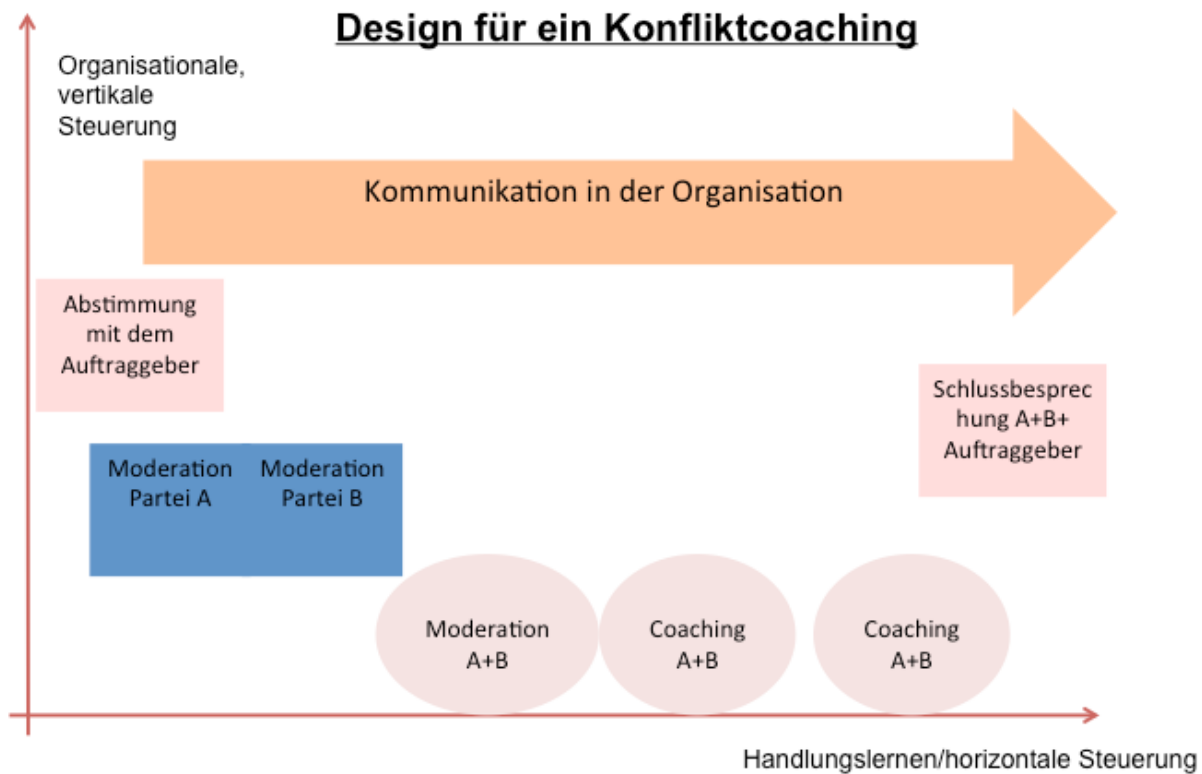 Design für ein Konfliktcoaching
Organisationale,
vertikale
Steuerung
Kommunikation in der Organisation
Abstimmung
mit dem
Auftraggeber
Schlussbesprec
hung A+B+
Auftraggeber
Moderation
Partei A
Moderation
Partei B
Moderation
A+B
Coaching
A+B
Coaching
A+B
Handlungslernen/horizontale Steuerung